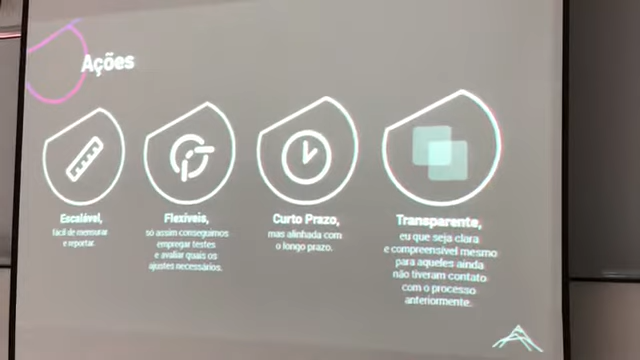 Ações
Escalável,
fácil de mensurar
e reportar.
Flexíveis,
só assim conseguimos
empregar testes
e avaliar quais os
ajustes necessários.
Curto Prazo,
mas alinhada com
o longo prazo.
Transparente,
eu que seja clara
e compreensível mesmo
para aqueles ainda
não tiveram contato
com o processo
anteriormente.